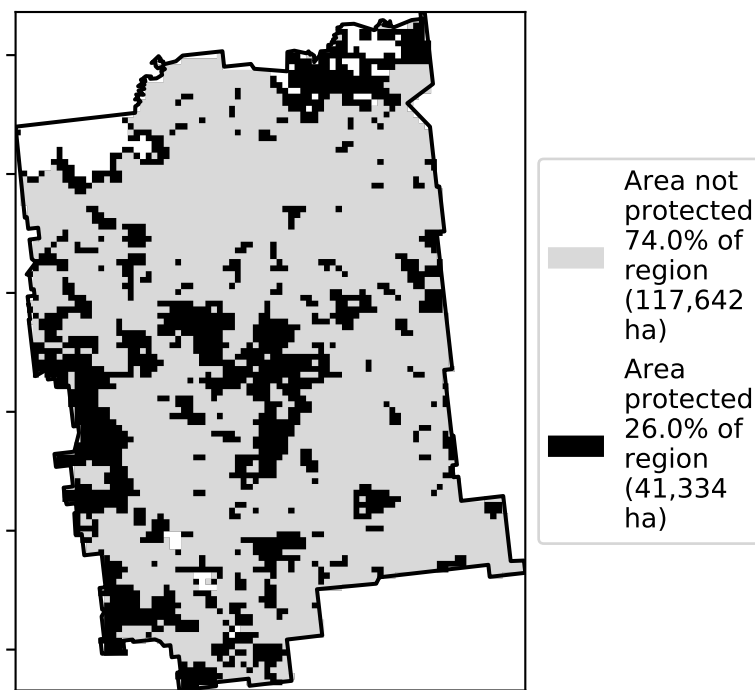 Area not
protected
74.0% of
region
(117,642
ha)
Area
protected
26.0% of
region
(41,334
ha)